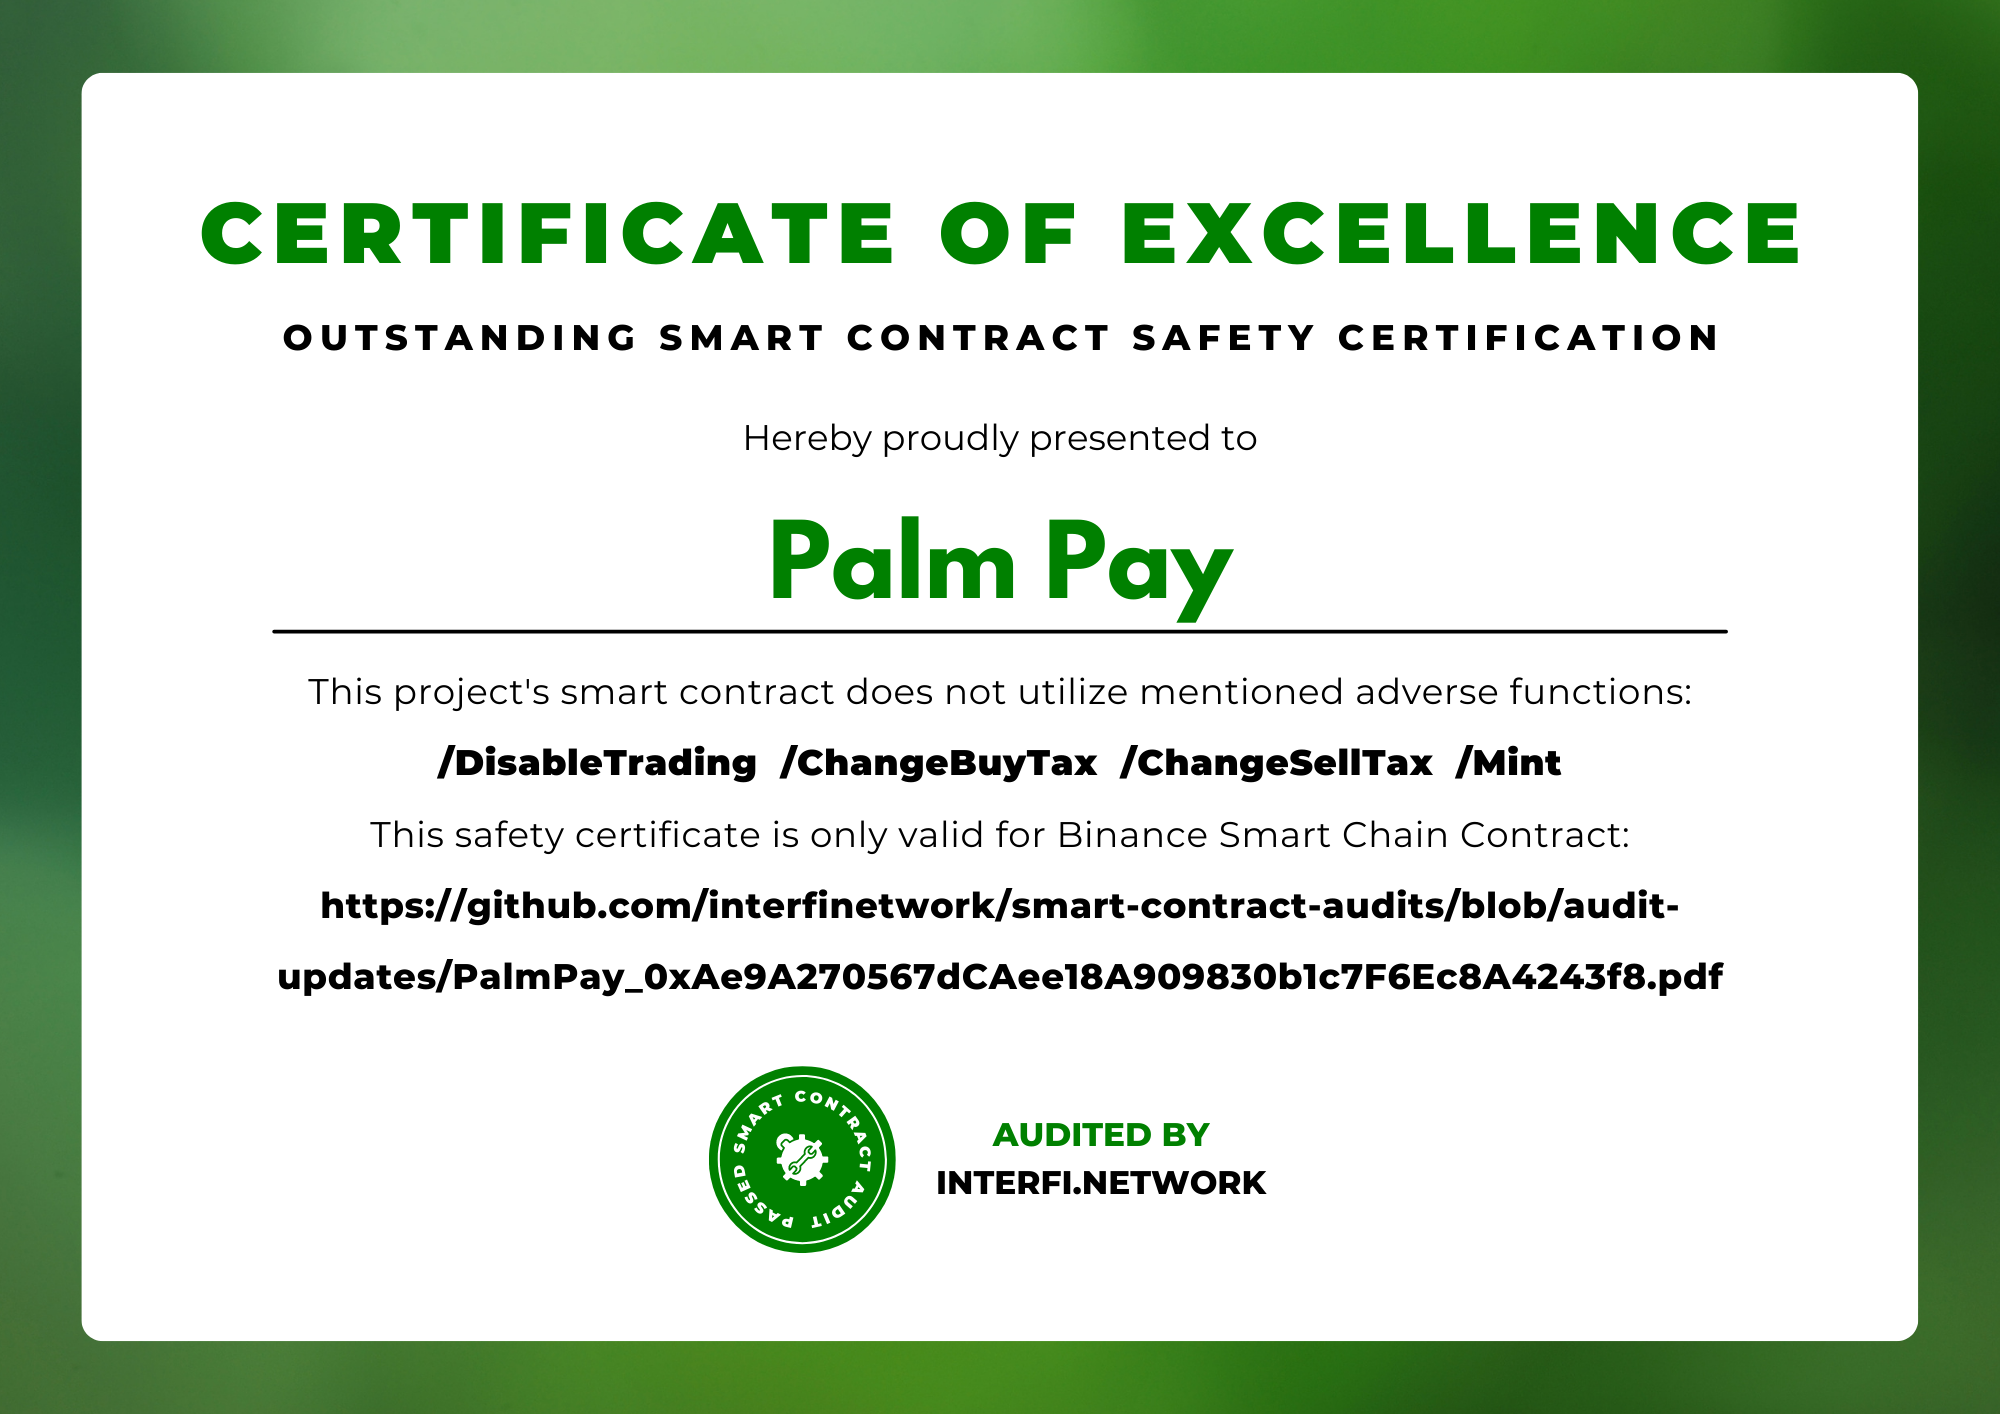 CERTIFICATE OF EXCELLENCE
OUTSTANDING SMART CONTRACT SAFETY CERTIFICATION
Hereby proudly presented to
Palm Pay
This project's smart contract does not utilize mentioned adverse functions:
/DisableTrading /ChangeBuyTax /ChangeSellTax /Mint
This safety certificate is only valid for Binance Smart Chain Contract:
https://github.com/interfinetwork/smart-contract-audits/blob/audit-
updates/PalmPay_0xAe9A270567dCAee18A909830b1c7F6Ec8A4243f8.pdf
PASSED SMART CONTRACT AUDIT
AUDITED BY
INTERFI.NETWORK